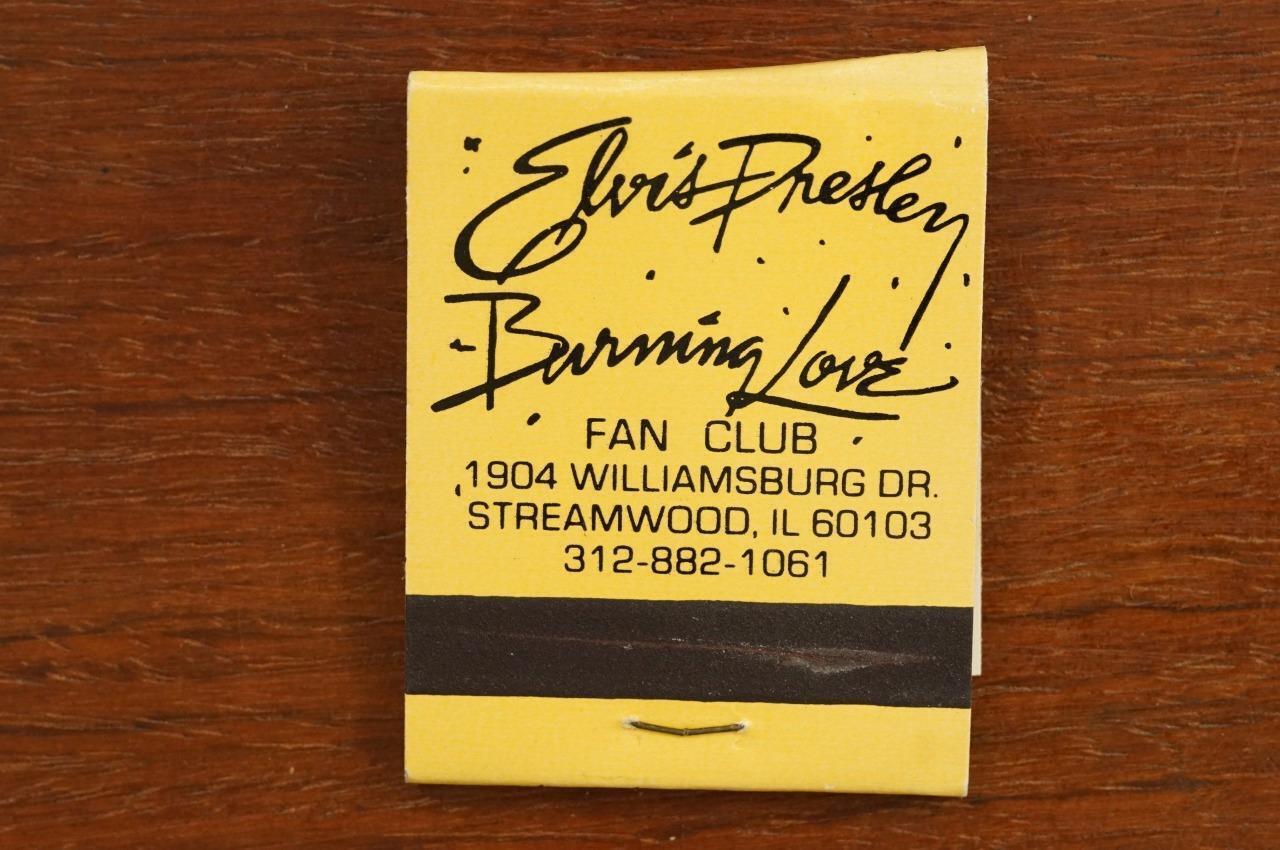 Elvis Presley
Burning Love
FAN CLUB
1904 WILLIAMSBURG DR.
STREAMWOOD, IL 60103
312-882-1061